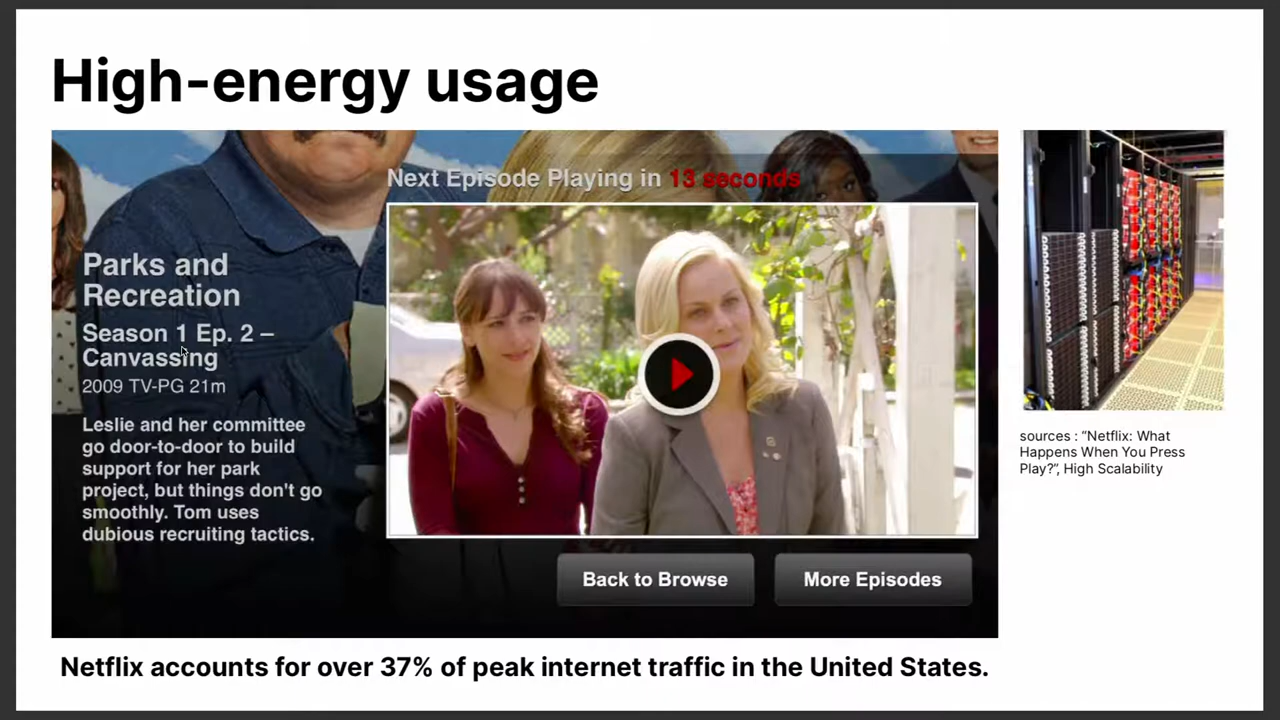 High-energy usage
Next Episode Playing in 13 seconds
Parks and
Recreation
Season 1 Ep. 2 –
Canvassing
2009 TV-PG 21m
Leslie and her committee
go door-to-door to build
support for her park
project, but things don't go
smoothly. Tom uses
dubious recruiting tactics.
Back to Browse
More Episodes
sources : “Netflix: What
Happens When You Press
Play?”, High Scalability
Netflix accounts for over 37% of peak internet traffic in the United States.